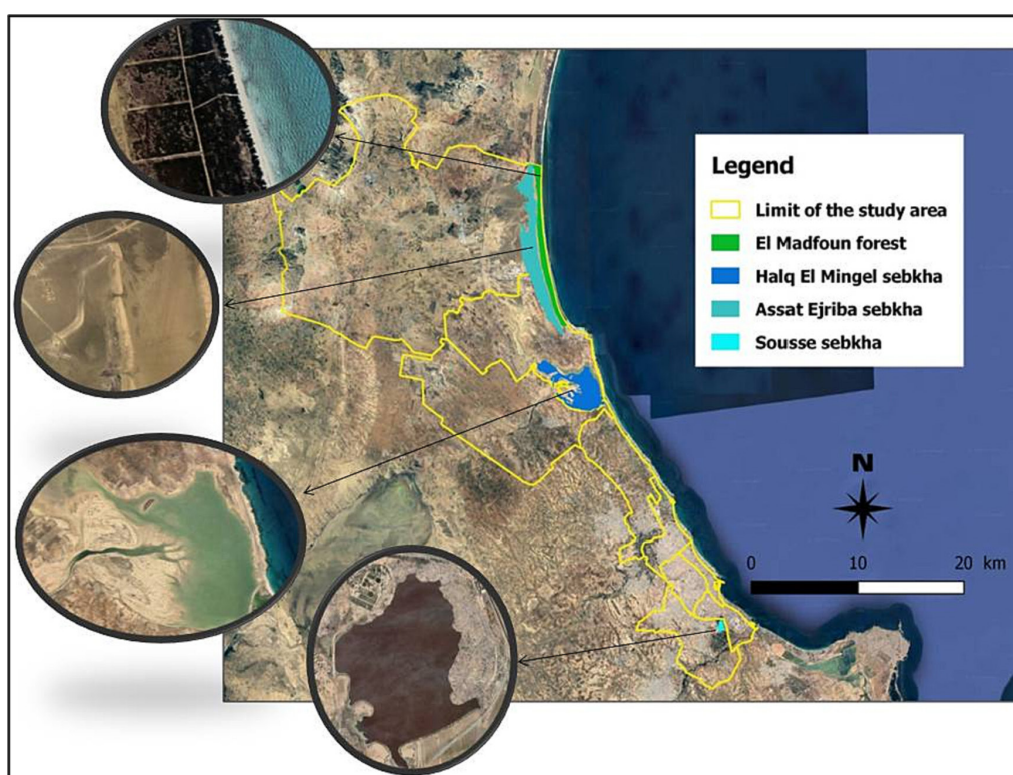 Legend
Limit of the study area
El Madfoun forest
Halq El Mingel sebkha
Assat Ejriba sebkha
Sousse sebkha
N
0 10 20 km